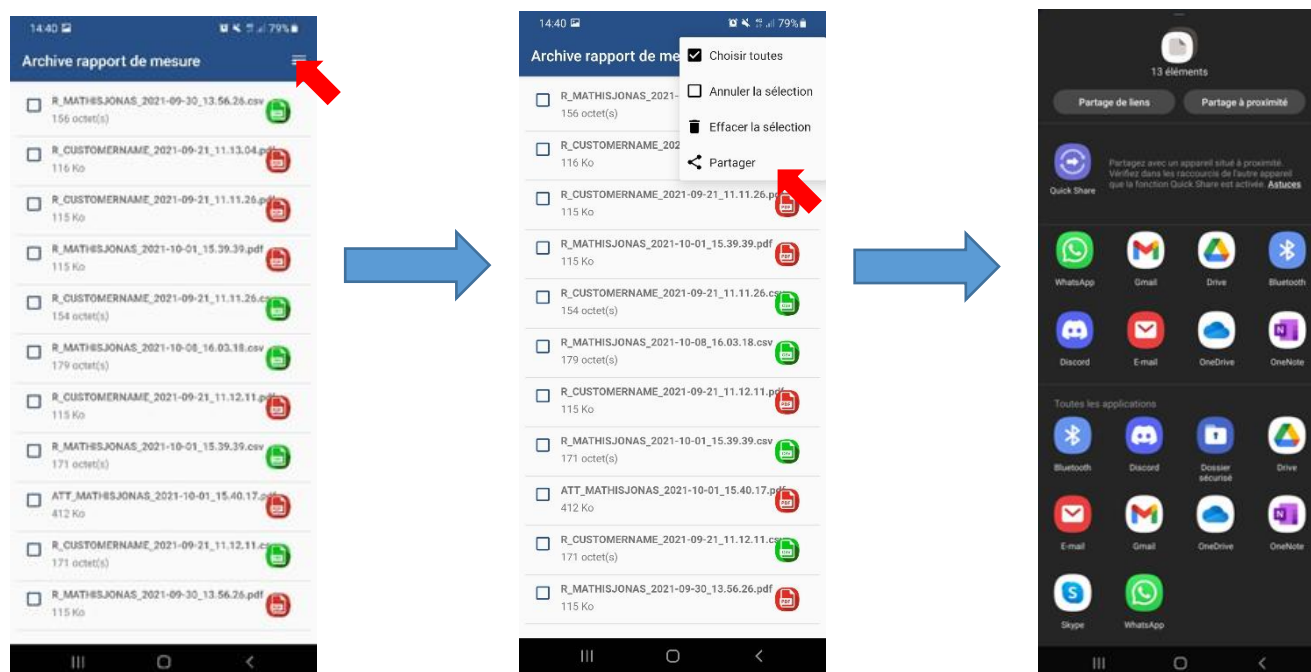 14:40
79%
Archive rapport de mesure
R_MATHISJONAS_2021-09-30_13.56.26.csv
156 octet(s)
R_CUSTOMERNAME_2021-09-21_11.13.04.pdf
116 Ko
R_CUSTOMERNAME_2021-09-21_11.11.26.pdf
115 Ko
R_MATHISJONAS_2021-10-01_15.39.39.pdf
115 Ko
R_CUSTOMERNAME_2021-09-21_11.11.26.csv
154 octet(s)
R_MATHISJONAS_2021-10-08_16.03.18.csv
179 octet(s)
R_CUSTOMERNAME_2021-09-21_11.12.11.pdf
115 Ko
R_MATHISJONAS_2021-10-01_15.39.39.csv
171 octet(s)
ATT_MATHISJONAS_2021-10-01_15.40.17.pdf
412 Ko
R_CUSTOMERNAME_2021-09-21_11.12.11.csv
171 octet(s)
R_MATHISJONAS_2021-09-30_13.56.26.pdf
115 Ko
14:40
79%
Archive rapport de me
Choisir toutes
Annuler la sélection
Effacer la sélection
Partager
R_MATHISJONAS_2021-
156 octet(s)
R_CUSTOMERNAME_202
116 Ko
R_CUSTOMERNAME_2021-09-21_11.11.26.pdf
115 Ko
R_MATHISJONAS_2021-10-01_15.39.39.pdf
115 Ko
R_CUSTOMERNAME_2021-09-21_11.11.26.csv
154 octet(s)
R_MATHISJONAS_2021-10-08_16.03.18.csv
179 octet(s)
R_CUSTOMERNAME_2021-09-21_11.12.11.pdf
115 Ko
R_MATHISJONAS_2021-10-01_15.39.39.csv
171 octet(s)
ATT_MATHISJONAS_2021-10-01_15.40.17.pdf
412 Ko
R_CUSTOMERNAME_2021-09-21_11.12.11.csv
171 octet(s)
R_MATHISJONAS_2021-09-30_13.56.26.pdf
115 Ko
13 éléments
Partage de liens
Partage à proximité
Quick Share
Partagez avec un appareil situé à proximité.
Vérifiez dans les raccourcis de l'autre appareil
que la fonction Quick Share est activée. Astuces
WhatsApp
Gmail
Drive
Bluetooth
Discord
E-mail
OneDrive
OneNote
Toutes les applications
Bluetooth
Discord
Dossier
sécurisé
Drive
E-mail
Gmail
OneDrive
OneNote
Skype
WhatsApp